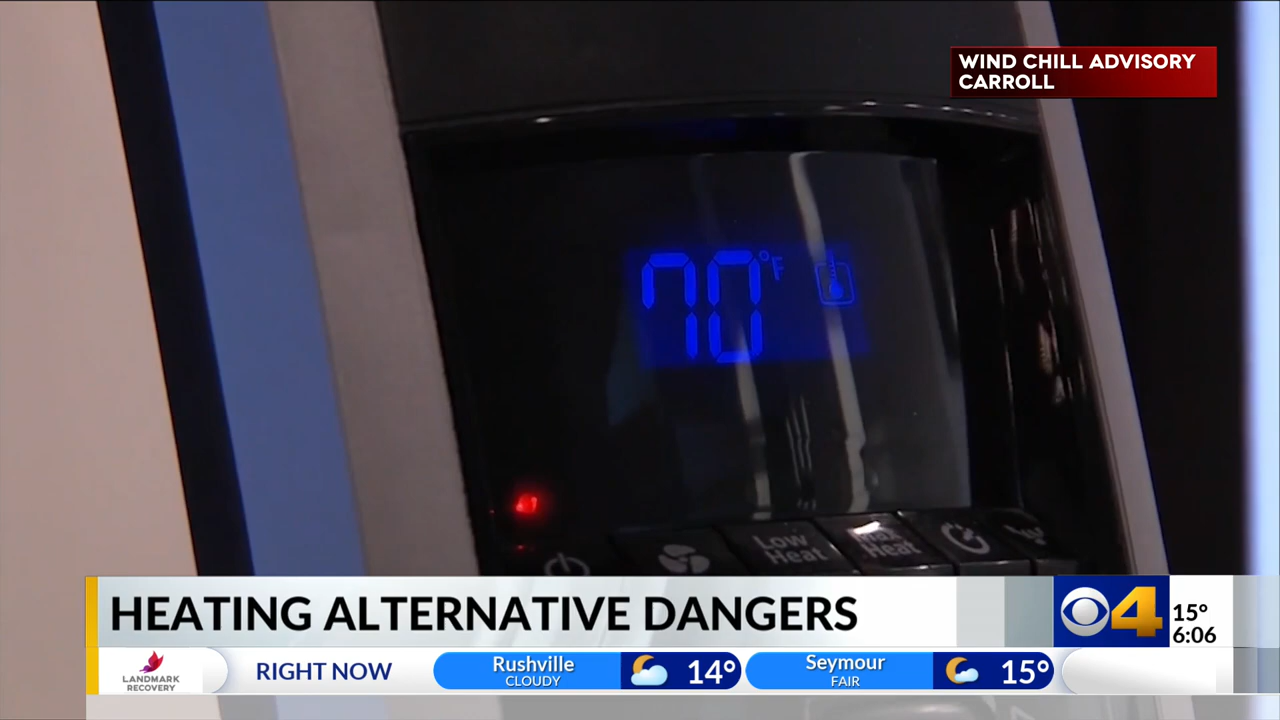 WIND CHILL ADVISORY
CARROLL
70°F
Low
Heat
Max
Heat
HEATING ALTERNATIVE DANGERS
4
15°
6:06
LANDMARK
RECOVERY
RIGHT NOW
Rushville
CLOUDY
14°
Seymour
FAIR
15°